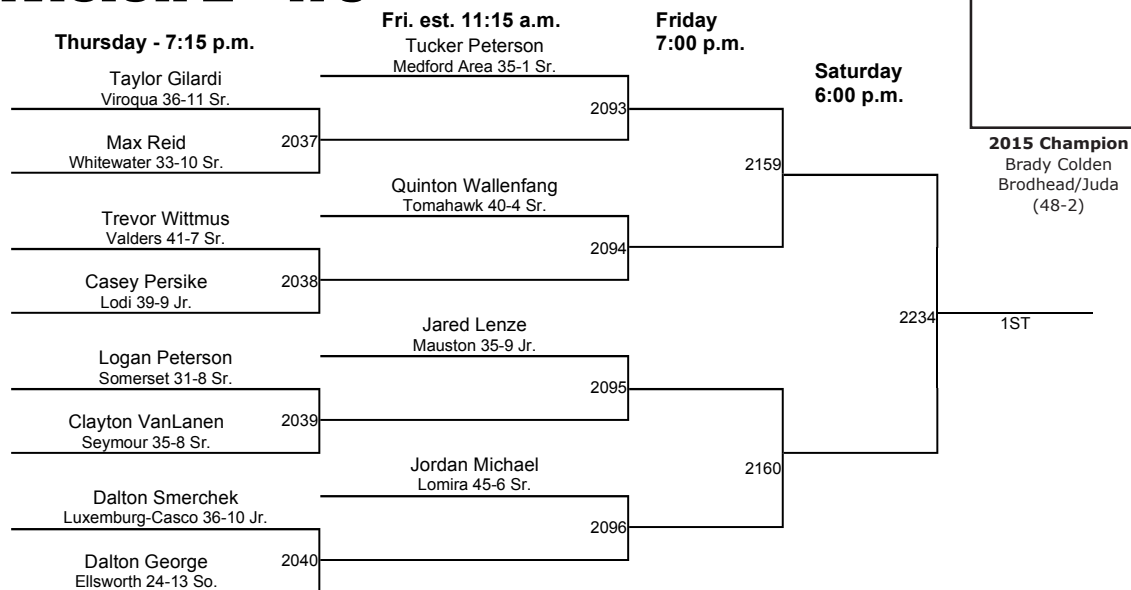 Thursday - 7:15 p.m.
Fri. est. 11:15 a.m.
Friday
7:00 p.m.
Saturday
6:00 p.m.
Taylor Gilardi
Viroqua 36-11 Sr.
Max Reid
Whitewater 33-10 Sr.
2037
Trevor Wittmus
Valders 41-7 Sr.
Casey Persike
Lodi 39-9 Jr.
2038
Logan Peterson
Somerset 31-8 Sr.
Clayton VanLanen
Seymour 35-8 Sr.
2039
Dalton Smerchek
Luxemburg-Casco 36-10 Jr.
Dalton George
Ellsworth 24-13 So.
2040
Tucker Peterson
Medford Area 35-1 Sr.
2093
Quinton Wallenfang
Tomahawk 40-4 Sr.
2094
Jared Lenze
Mauston 35-9 Jr.
2095
Jordan Michael
Lomira 45-6 Sr.
2096
2159
2160
2234
1ST
2015 Champion
Brady Colden
Brodhead/Juda
(48-2)